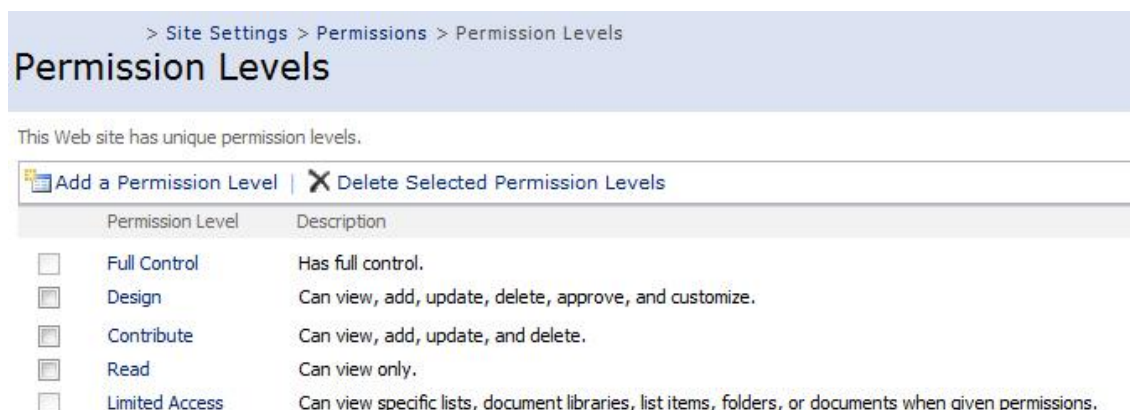 > Site Settings > Permissions > Permission Levels
Permission Levels
This Web site has unique permission levels.
Add a Permission Level | Delete Selected Permission Levels
Permission Level Description
Full Control Has full control.
Design Can view, add, update, delete, approve, and customize.
Contribute Can view, add, update, and delete.
Read Can view only.
Limited Access Can view specific lists, document libraries, list items, folders, or documents when given permissions.